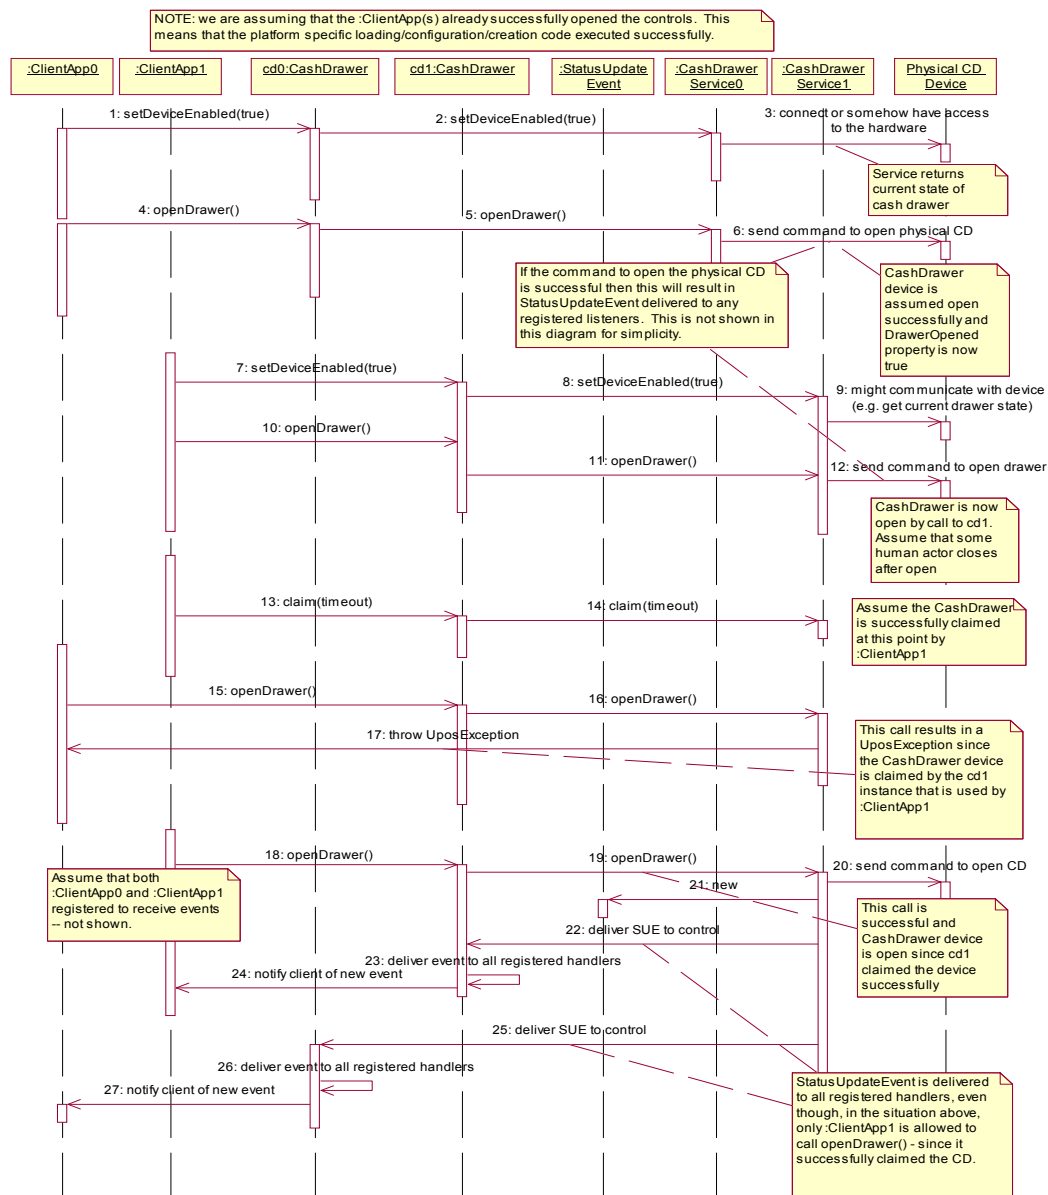 NOTE: we are assuming that the :ClientApp(s) already successfully opened the controls.  This
means that the platform specific loading/configuration/creation code executed successfully.
:ClientApp0
:ClientApp1
cd0:CashDrawer
cd1:CashDrawer
:StatusUpdate
Event
:CashDrawer
Service0
:CashDrawer
Service1
Physical CD
Device
1: setDeviceEnabled(true)
2: setDeviceEnabled(true)
3: connect or somehow have access
to the hardware
Service returns
current state of
cash drawer
4: openDrawer()
5: openDrawer()
6: send command to open physical CD
If the command to open the physical CD
is successful then this will result in
StatusUpdateEvent delivered to any
registered listeners.  This is not shown in
this diagram for simplicity.
CashDrawer
device is
assumed open
successfully and
DrawerOpened
property is now
true
7: setDeviceEnabled(true)
8: setDeviceEnabled(true)
9: might communicate with device
(e.g. get current drawer state)
10: openDrawer()
11: openDrawer()
12: send command to open drawer
CashDrawer is now
open by call to cd1.
Assume that some
human actor closes
after open
13: claim(timeout)
14: claim(timeout)
Assume the CashDrawer
is successfully claimed
at this point by
:ClientApp1
15: openDrawer()
16: openDrawer()
17: throw UposException
This call results in a
UposException since
the CashDrawer device
is claimed by the cd1
instance that is used by
:ClientApp1
18: openDrawer()
19: openDrawer()
20: send command to open CD
Assume that both
:ClientApp0 and :ClientApp1
registered to receive events
-- not shown.
21: new
This call is
successful and
CashDrawer device
is open since cd1
claimed the device
successfully
22: deliver SUE to control
23: deliver event to all registered handlers
24: notify client of new event
25: deliver SUE to control
26: deliver event to all registered handlers
27: notify client of new event
StatusUpdateEvent is delivered
to all registered handlers, even
though, in the situation above,
only :ClientApp1 is allowed to
call openDrawer() - since it
successfully claimed the CD.